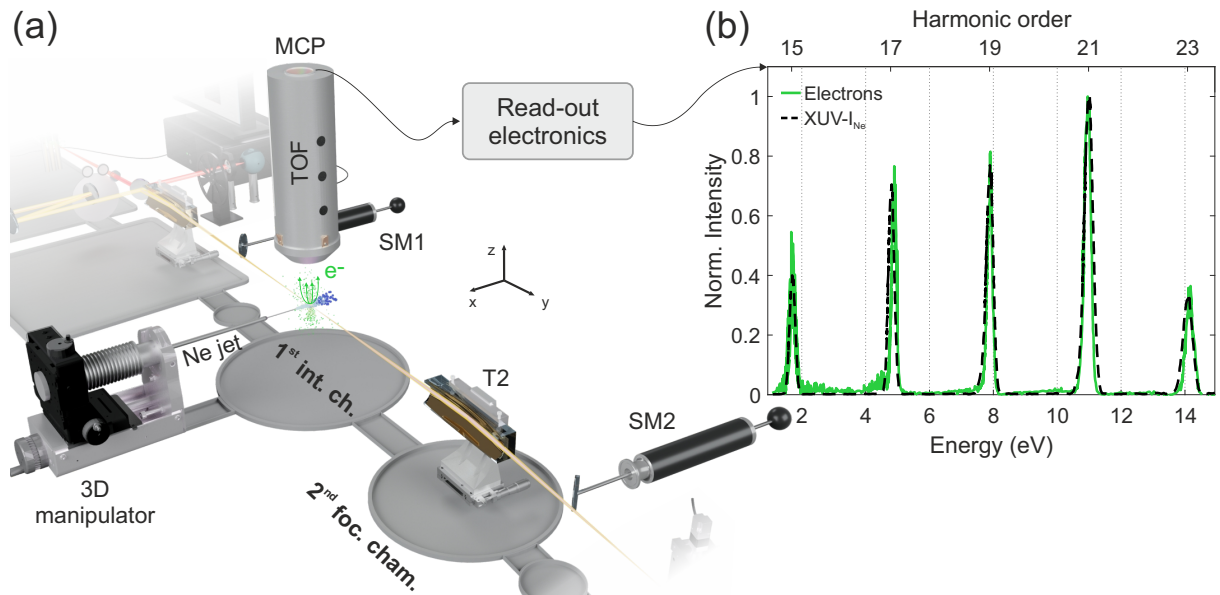 (a)
MCP
TOF
SM1
Read-out
electronics
e-
z
x
y
Ne jet
1st int. ch.
T2
SM2
3D
manipulator
2nd foc. cham.
(b)
Harmonic order
15 17 19 21 23
Electrons
XUV-INe
Norm. Intensity
1
0.8
0.6
0.4
0.2
0
2 4 6 8 10 12 14
Energy (eV)